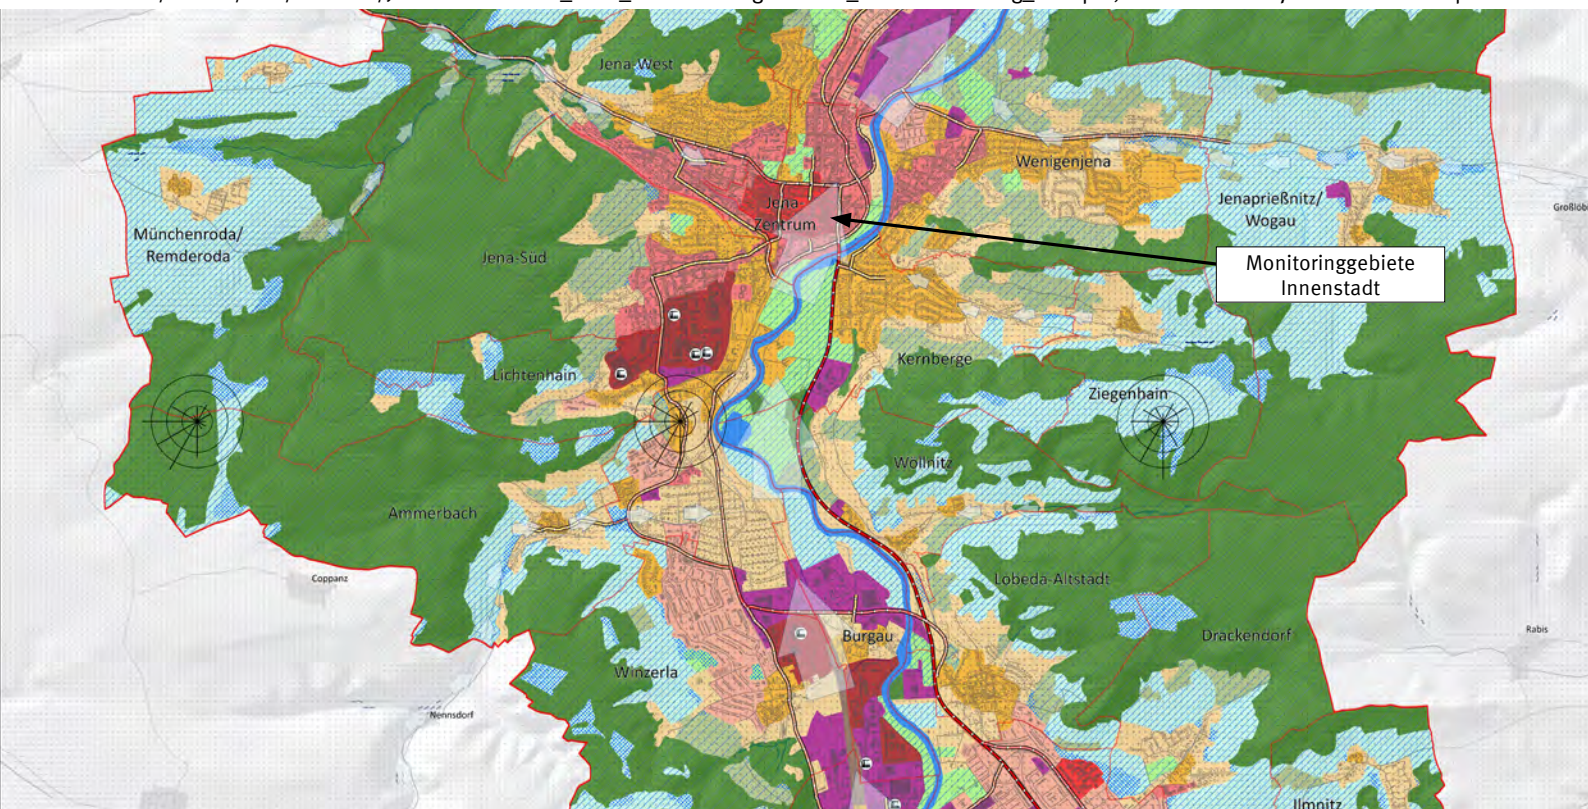 Jena-West
Wenigenjena
Jenaprießnitz/
Wogau
Großlöb
Jena-
Zentrum
Münchenroda/
Remderoda
Jena-Süd
Monitoringgebiete
Innenstadt
Kernberge
Lichtenhain
Ziegenhain
Wöllnitz
Ammerbach
Coppanz
Lobeda-Altstadt
Burgau
Drackendorf
Rabis
Winzerla
Nennsdorf
Ilmnitz